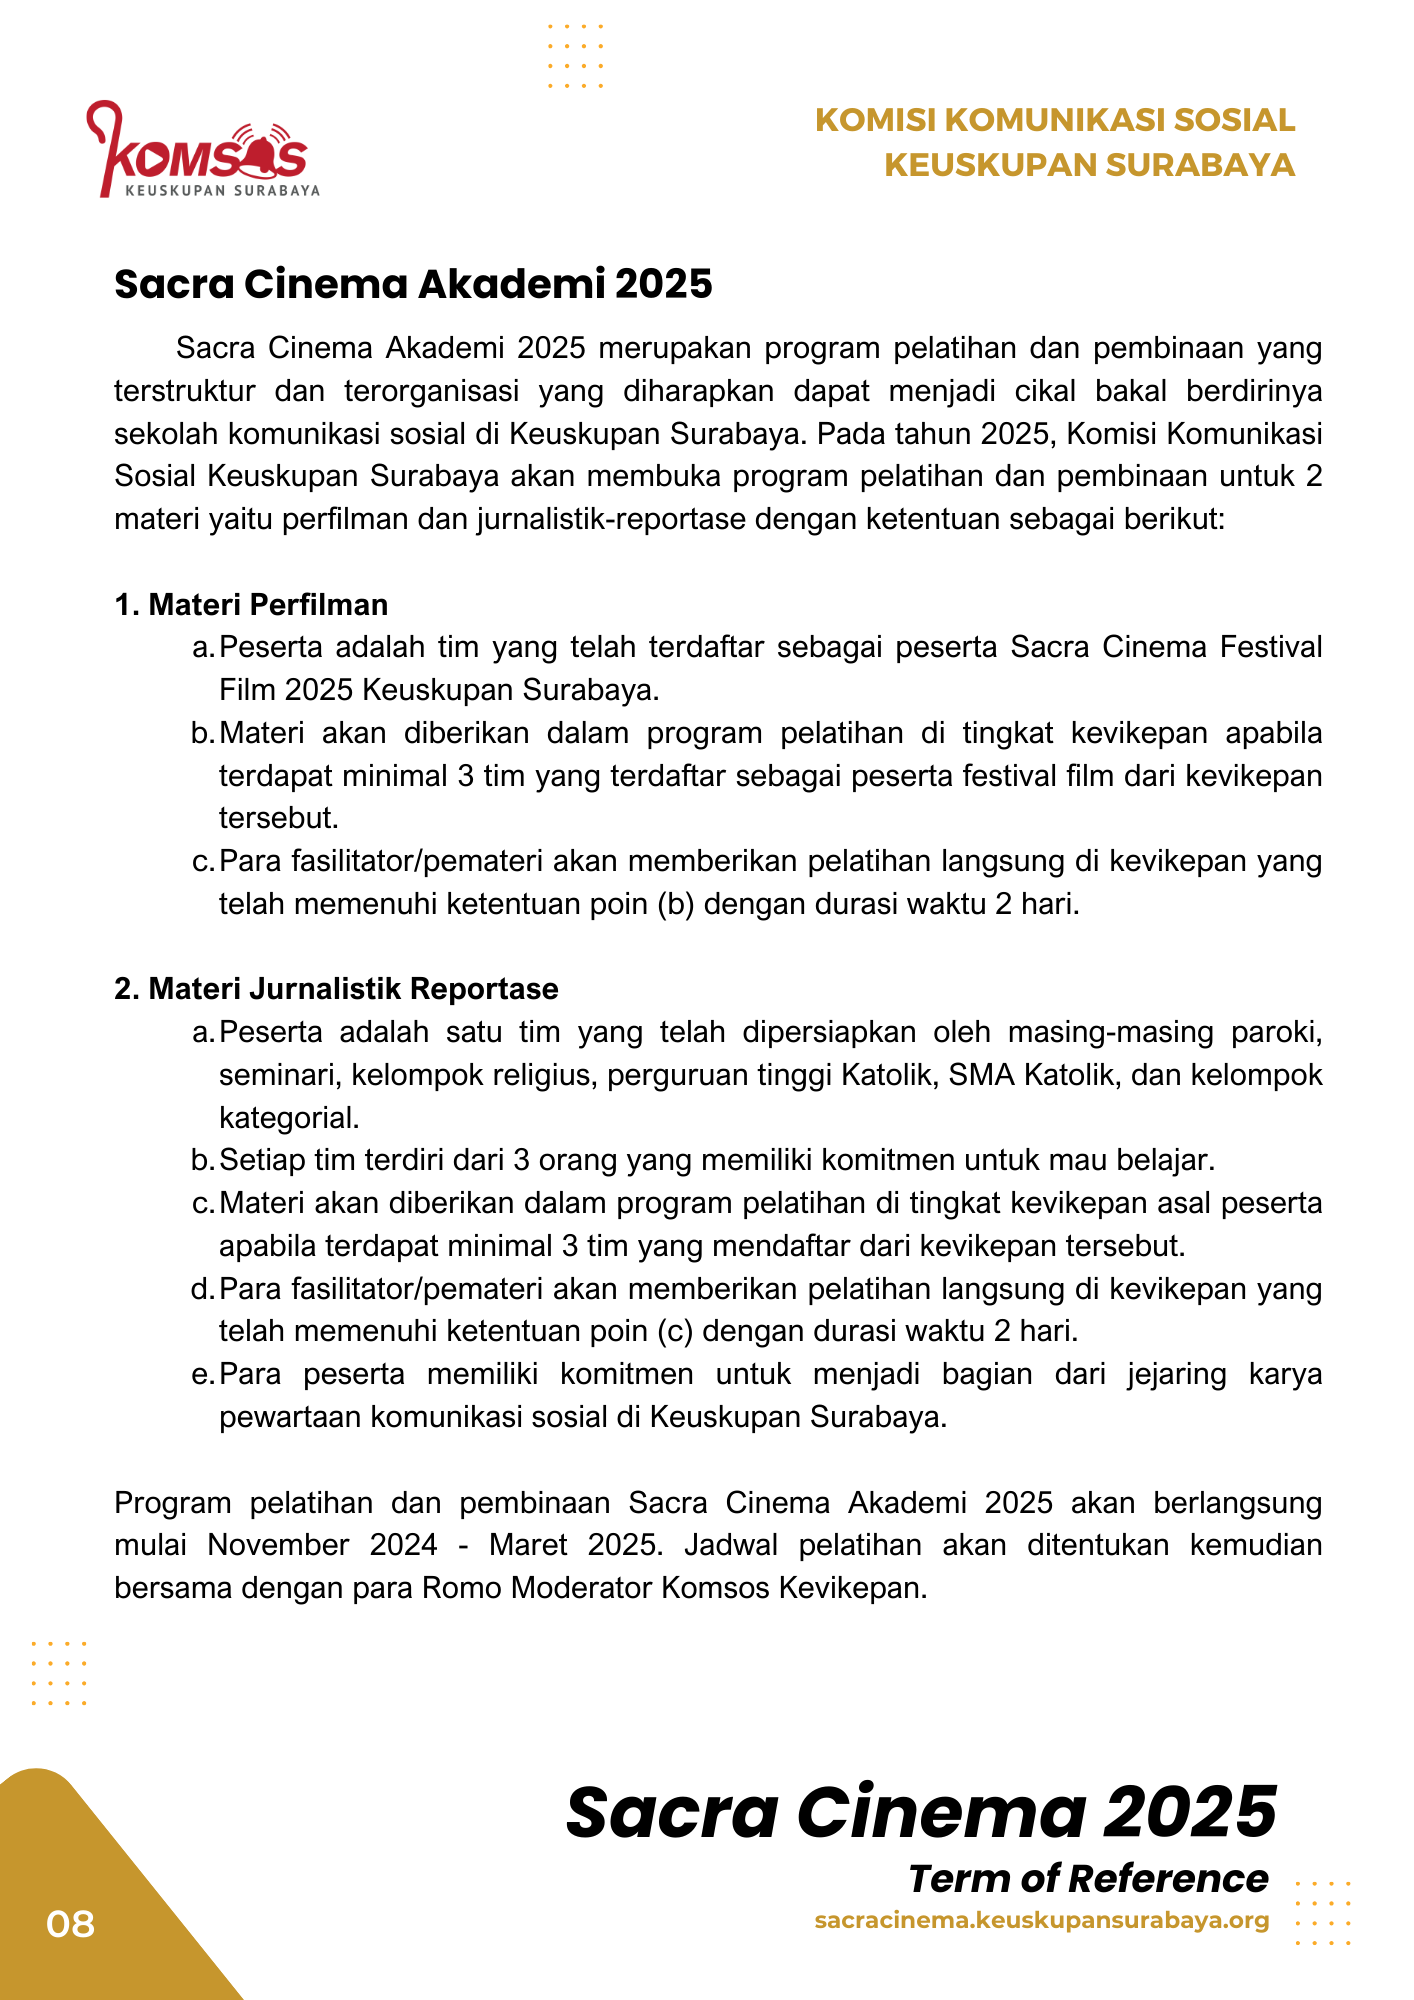 KOMSOS
KEUSKUPAN SURABAYA
KOMISI KOMUNIKASI SOSIAL
KEUSKUPAN SURABAYA
Sacra Cinema Akademi 2025
Sacra Cinema Akademi 2025 merupakan program pelatihan dan pembinaan yang
terstruktur dan terorganisasi yang diharapkan dapat menjadi cikal bakal berdirinya
sekolah komunikasi sosial di Keuskupan Surabaya. Pada tahun 2025, Komisi Komunikasi
Sosial Keuskupan Surabaya akan membuka program pelatihan dan pembinaan untuk 2
materi yaitu perfilman dan jurnalistik-reportase dengan ketentuan sebagai berikut:
1. Materi Perfilman
a. Peserta adalah tim yang telah terdaftar sebagai peserta Sacra Cinema Festival
Film 2025 Keuskupan Surabaya.
b. Materi akan diberikan dalam program pelatihan di tingkat kevikepan apabila
terdapat minimal 3 tim yang terdaftar sebagai peserta festival film dari kevikepan
tersebut.
c. Para fasilitator/pemateri akan memberikan pelatihan langsung di kevikepan yang
telah memenuhi ketentuan poin (b) dengan durasi waktu 2 hari.
2. Materi Jurnalistik Reportase
a. Peserta adalah satu tim yang telah dipersiapkan oleh masing-masing paroki,
seminari, kelompok religius, perguruan tinggi Katolik, SMA Katolik, dan kelompok
kategorial.
b. Setiap tim terdiri dari 3 orang yang memiliki komitmen untuk mau belajar.
c. Materi akan diberikan dalam program pelatihan di tingkat kevikepan asal peserta
apabila terdapat minimal 3 tim yang mendaftar dari kevikepan tersebut.
d. Para fasilitator/pemateri akan memberikan pelatihan langsung di kevikepan yang
telah memenuhi ketentuan poin (c) dengan durasi waktu 2 hari.
e. Para peserta memiliki komitmen untuk menjadi bagian dari jejaring karya
pewartaan komunikasi sosial di Keuskupan Surabaya.
Program pelatihan dan pembinaan Sacra Cinema Akademi 2025 akan berlangsung
mulai November 2024 - Maret 2025. Jadwal pelatihan akan ditentukan kemudian
bersama dengan para Romo Moderator Komsos Kevikepan.
Sacra Cinema 2025
Term of Reference
sacracinema.keuskupansurabaya.org
08